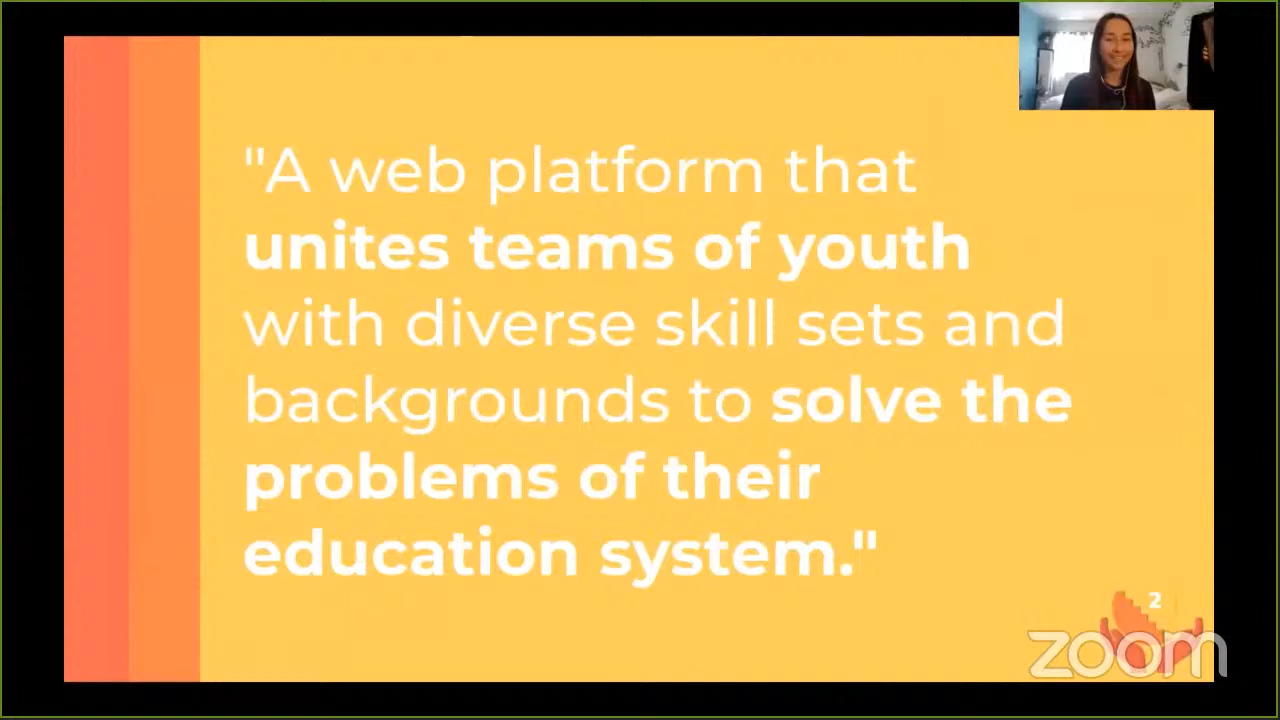 "A web platform that
unites teams of youth
with diverse skill sets and
backgrounds to solve the
problems of their
education system."
2
zoom